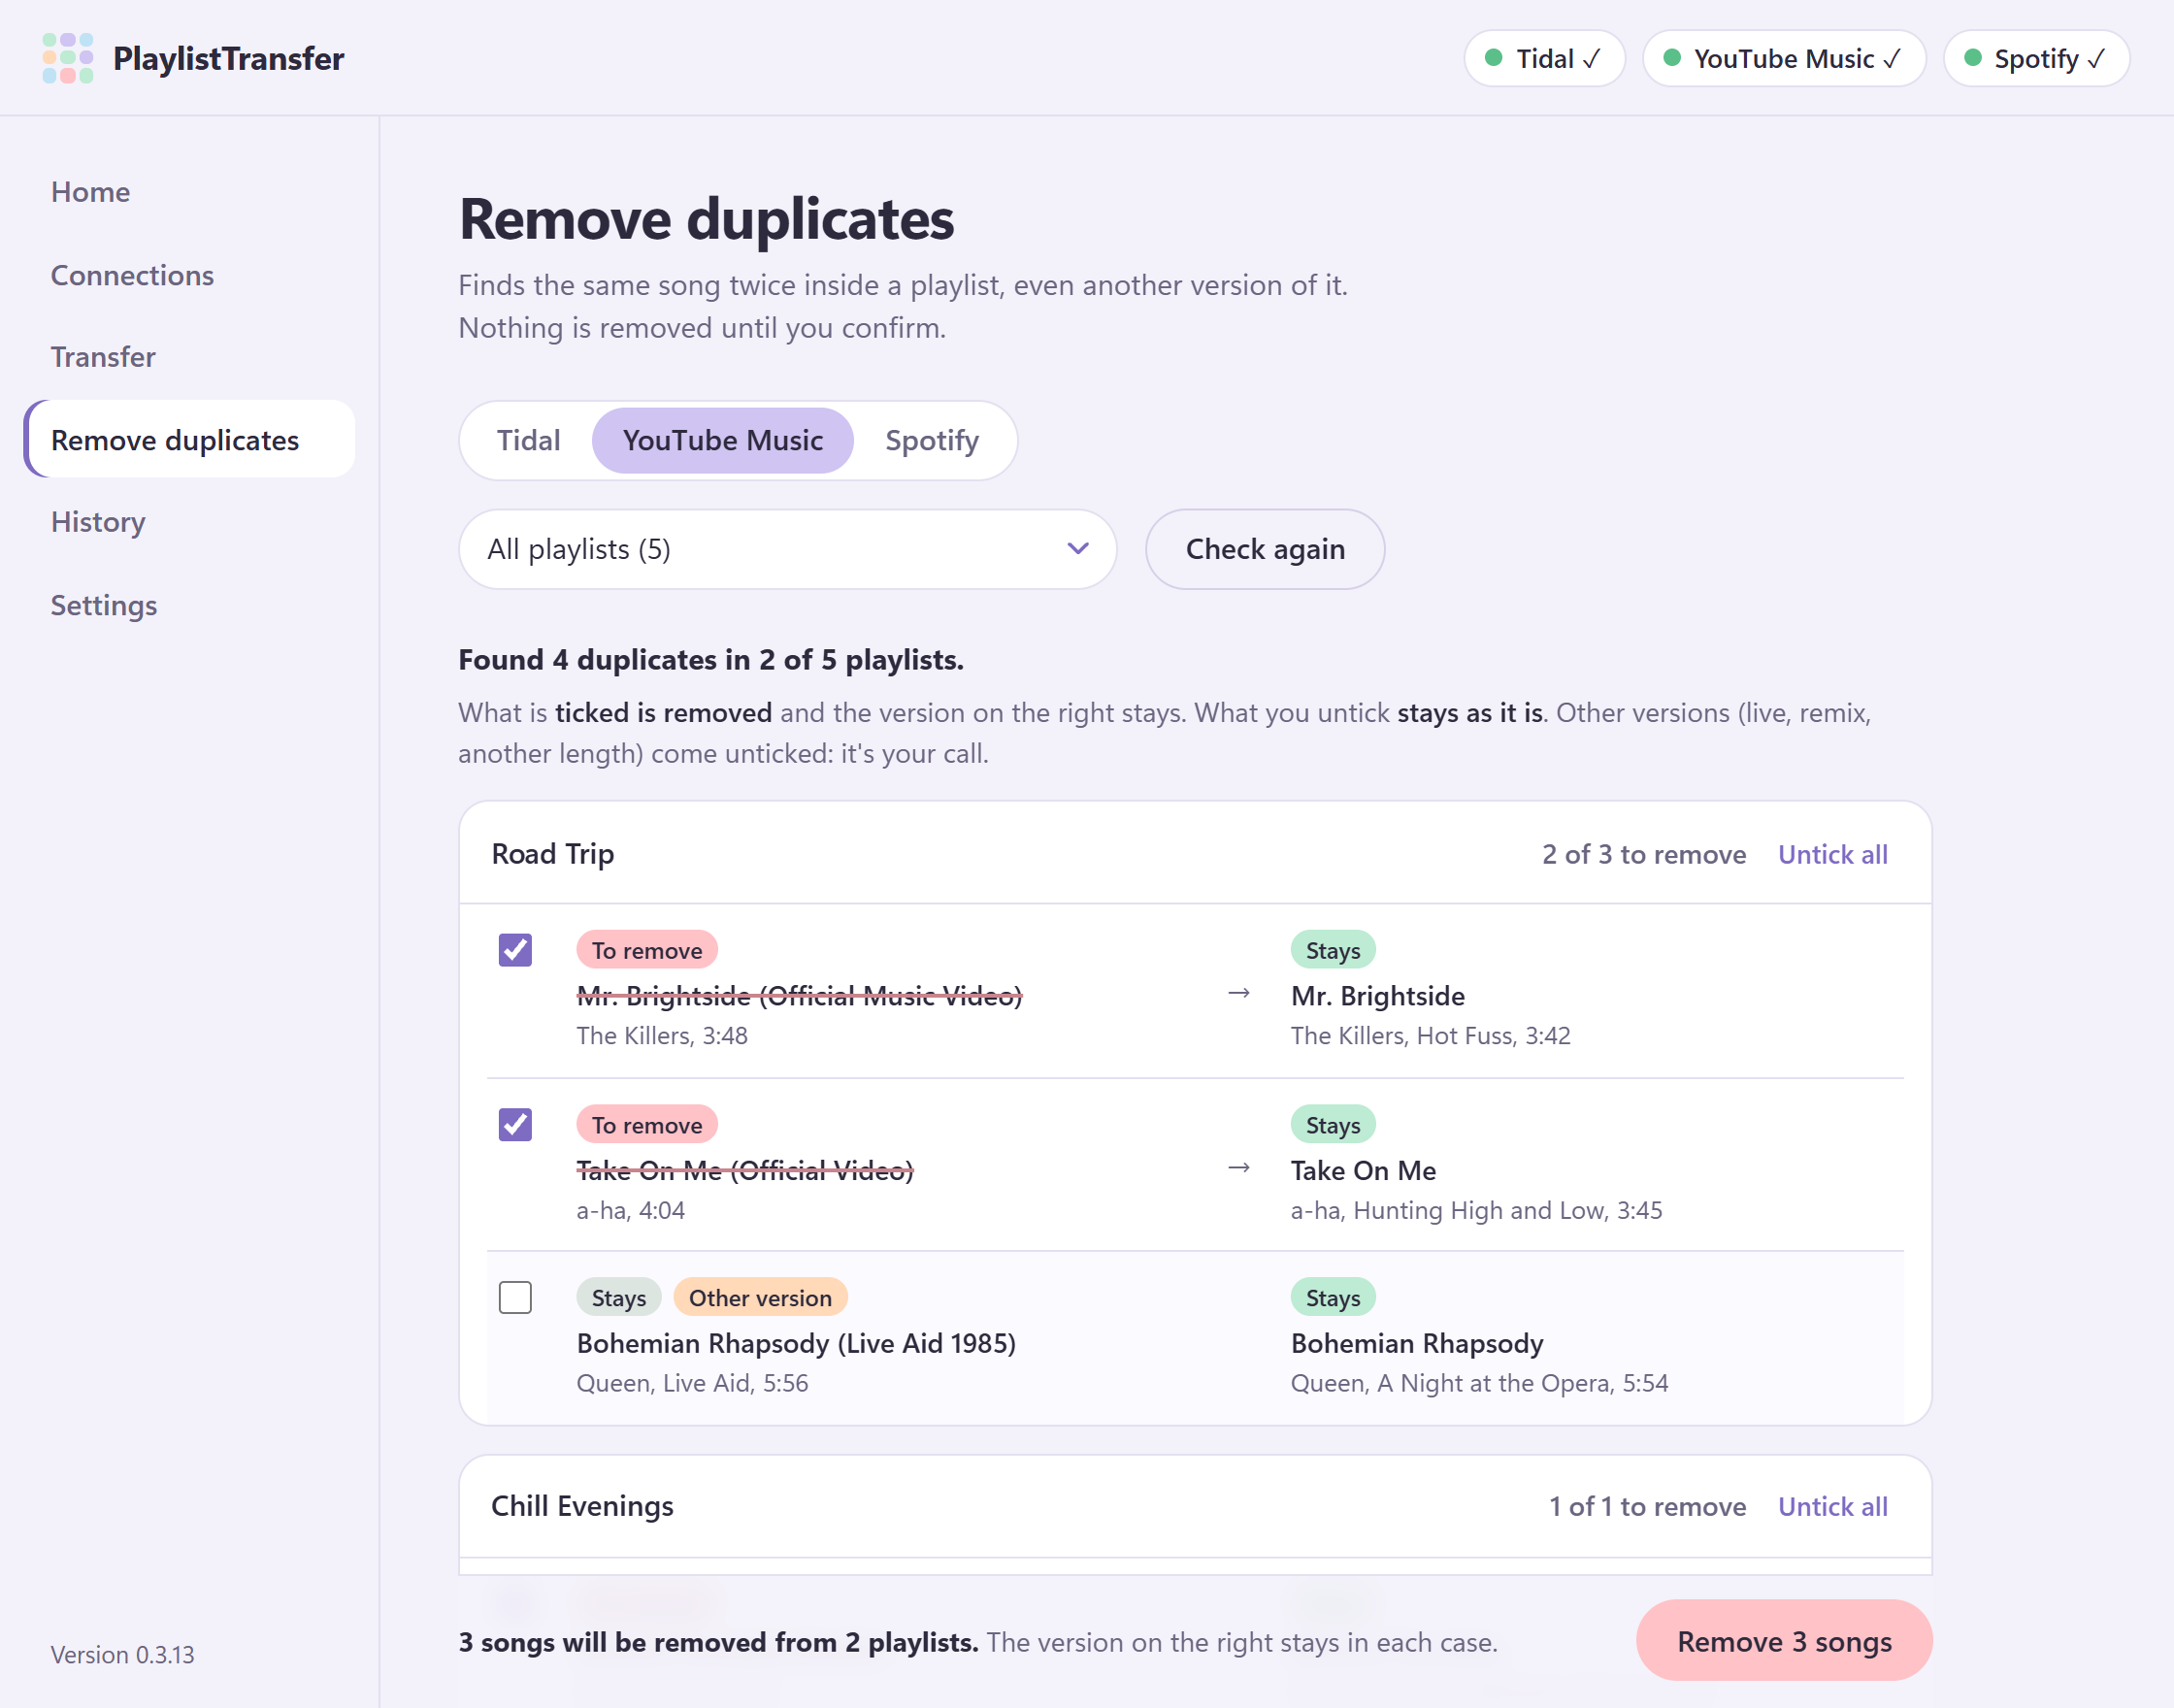 PlaylistTransfer
Tidal ✓
YouTube Music ✓
Spotify ✓
Home
Connections
Transfer
Remove duplicates
History
Settings
Version 0.3.13
Remove duplicates
Finds the same song twice inside a playlist, even another version of it.
Nothing is removed until you confirm.
Tidal
YouTube Music
Spotify
All playlists (5)
Check again
Found 4 duplicates in 2 of 5 playlists.
What is ticked is removed and the version on the right stays. What you untick stays as it is. Other versions (live, remix,
another length) come unticked: it's your call.
Road Trip
2 of 3 to remove
Untick all
To remove
Mr. Brightside (Official Music Video)
The Killers, 3:48
→
Stays
Mr. Brightside
The Killers, Hot Fuss, 3:42
To remove
Take On Me (Official Video)
a-ha, 4:04
→
Stays
Take On Me
a-ha, Hunting High and Low, 3:45
Stays
Other version
Bohemian Rhapsody (Live Aid 1985)
Queen, Live Aid, 5:56
Stays
Bohemian Rhapsody
Queen, A Night at the Opera, 5:54
Chill Evenings
1 of 1 to remove
Untick all
3 songs will be removed from 2 playlists. The version on the right stays in each case.
Remove 3 songs